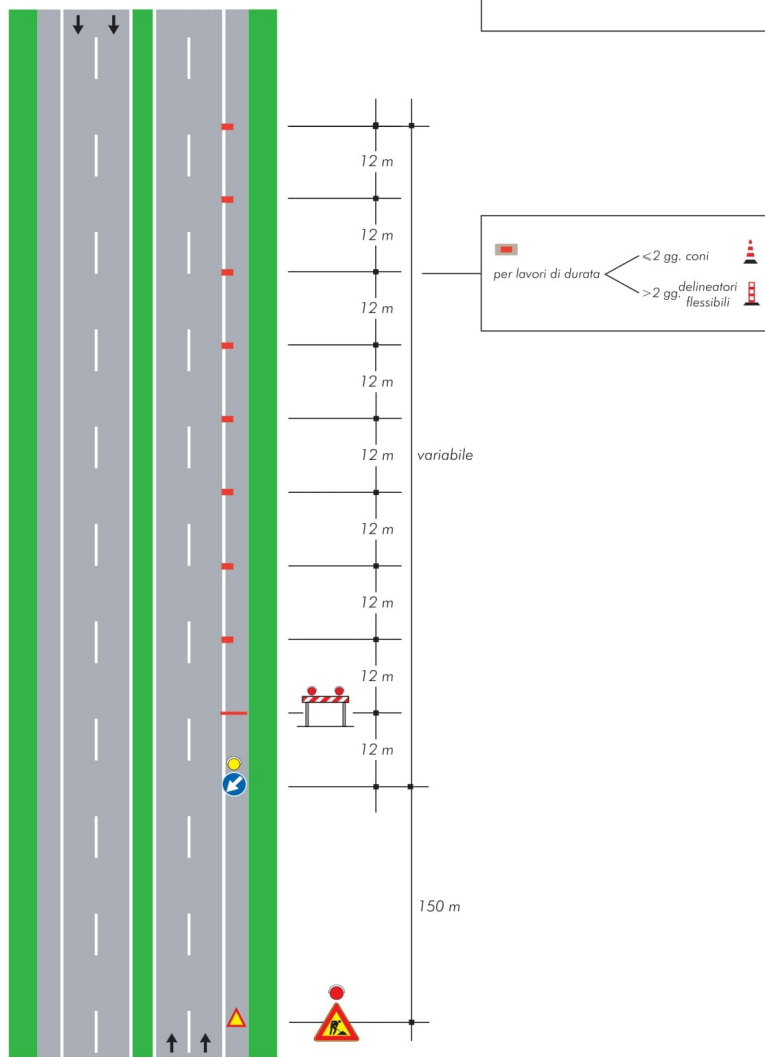 12 m
12 m
12 m
12 m
12 m
12 m
12 m
12 m
12 m
variabile
150 m
per lavori di durata
≤2 gg. coni
>2 gg. delineatori
flessibili